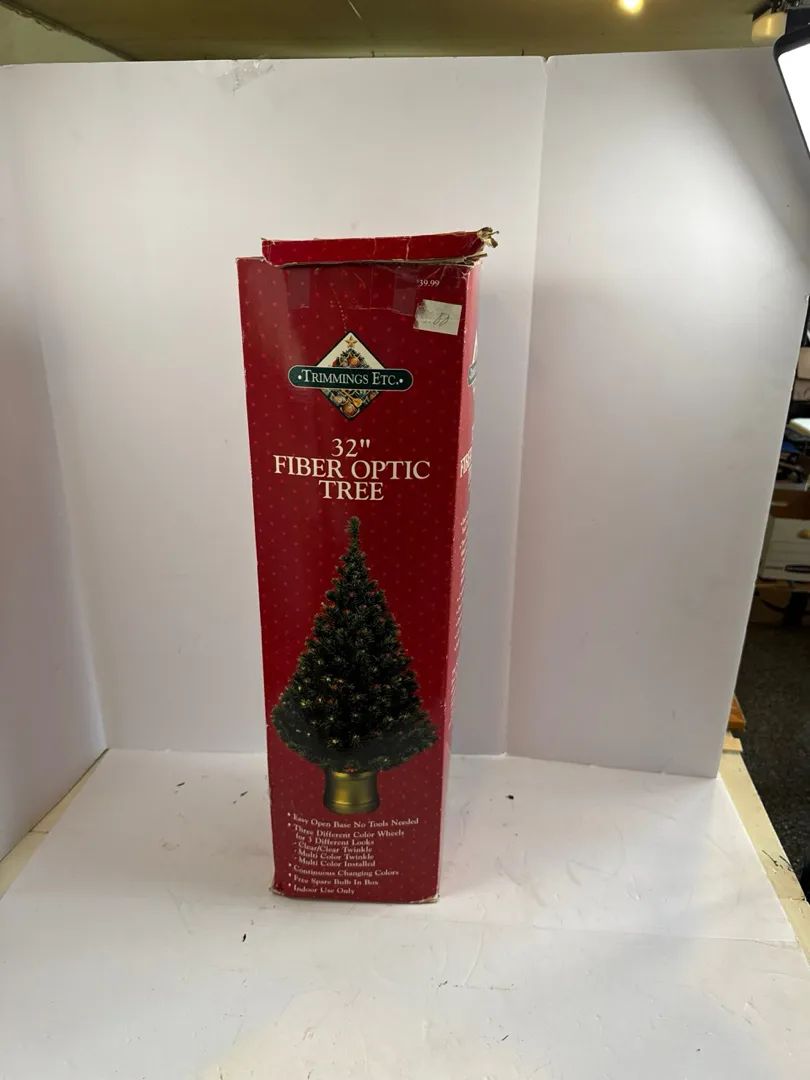 $39.99
•TRIMMINGS ETC.•
32"
FIBER OPTIC
TREE
• Easy Open Base No Tools Needed
• Three Different Color Wheels
for 3 Different Looks
- Clear/Clear Twinkle
- Multi Color Twinkle
- Multi Color Installed
• Continuous Changing Colors
• Free Spare Bulb In Box
• Indoor Use Only